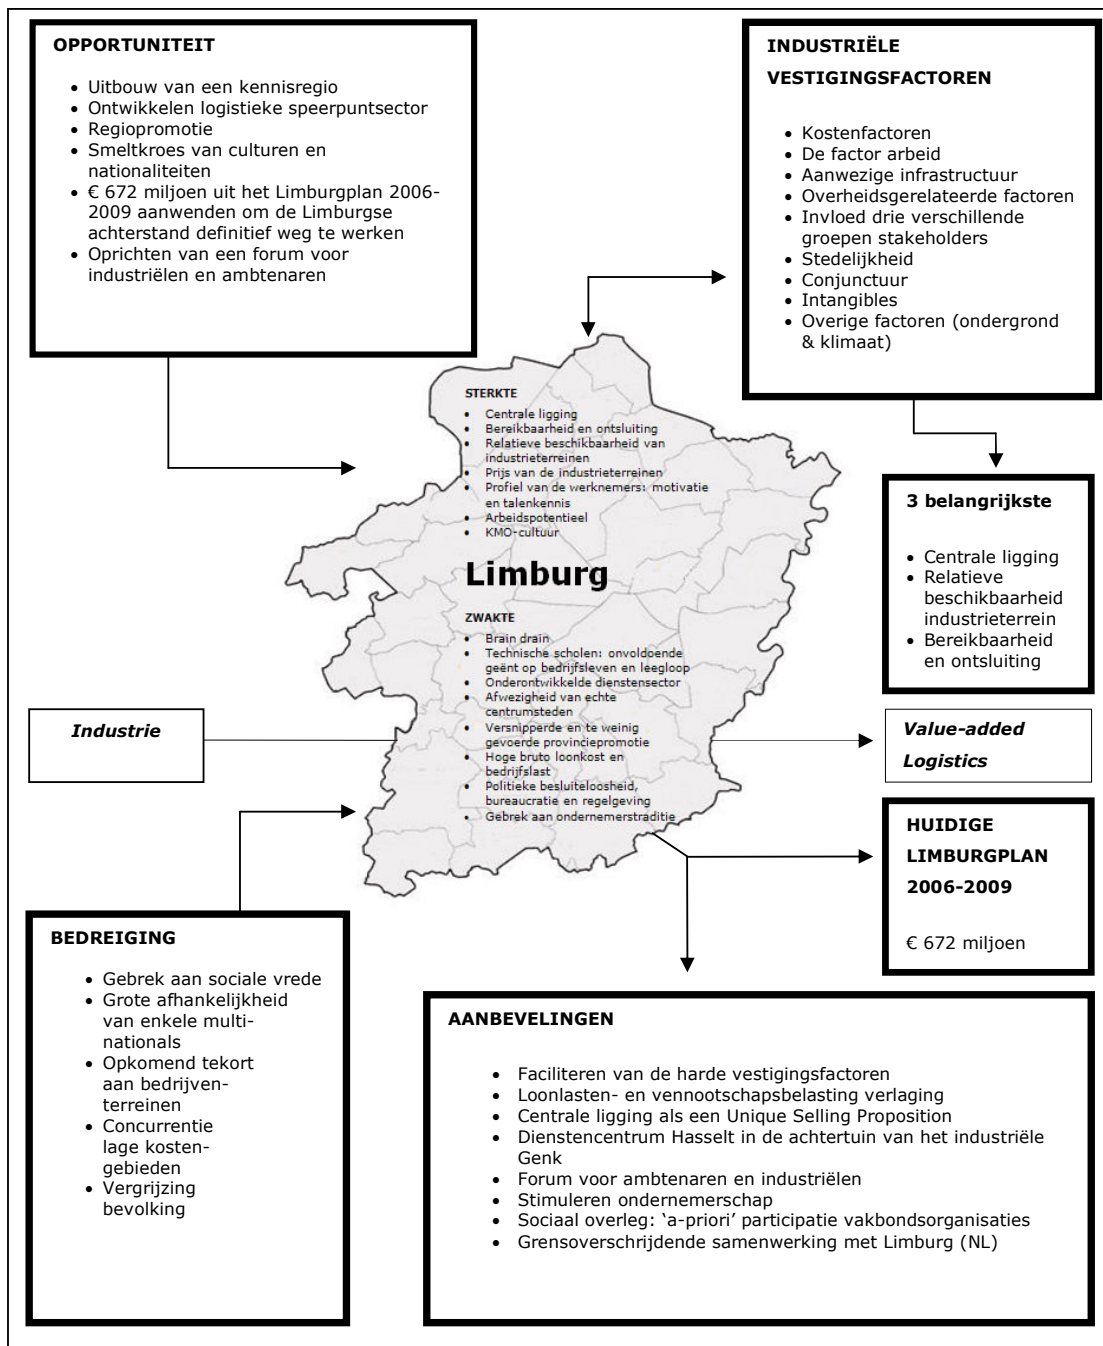 OPPORTUNITEIT
• Uitbouw van een kennisregio
• Ontwikkelen logistieke speerpuntsector
• Regiopromotie
• Smeltkroes van culturen en
nationaliteiten
• € 672 miljoen uit het Limburgplan 2006-
2009 aanwenden om de Limburgse
achterstand definitief weg te werken
• Oprichten van een forum voor
industriëlen en ambtenaren
INDUSTRIËLE
VESTIGINGSFACTOREN
• Kostenfactoren
• De factor arbeid
• Aanwezige infrastructuur
• Overheidsgerelateerde factoren
• Invloed drie verschillende
groepen stakeholders
• Stedelijkheid
• Conjunctuur
• Intangibles
• Overige factoren (ondergrond
& klimaat)
STERKTE
• Centrale ligging
• Bereikbaarheid en ontsluiting
• Relatieve beschikbaarheid van
industrieterreinen
• Prijs van de industrieterreinen
• Profiel van de werknemers: motivatie
en talenkennis
• Arbeidspotentieel
• KMO-cultuur
Limburg
ZWAKTE
• Brain drain
• Technische scholen: onvoldoende
geënt op bedrijfsleven en leegloop
• Onderontwikkelde dienstensector
• Afwezigheid van echte
centrumsteden
• Versnipperde en te weinig
gevoerde provinciepromotie
• Hoge bruto loonkost en
bedrijfslast
• Politieke besluiteloosheid,
bureaucratie en regelgeving
• Gebrek aan ondernemerstraditie
3 belangrijkste
• Centrale ligging
• Relatieve
beschikbaarheid
industrieterrein
• Bereikbaarheid
en ontsluiting
Industrie
Value-added
Logistics
HUIDIGE
LIMBURGPLAN
2006-2009
€ 672 miljoen
BEDREIGING
• Gebrek aan sociale vrede
• Grote afhankelijkheid
van enkele multi-
nationals
• Opkomend tekort
aan bedrijven-
terreinen
• Concurrentie
lage kosten-
gebieden
• Vergrijzing
bevolking
AANBEVELINGEN
• Faciliteren van de harde vestigingsfactoren
• Loonlasten- en vennootschapsbelasting verlaging
• Centrale ligging als een Unique Selling Proposition
• Dienstencentrum Hasselt in de achtertuin van het industriële
Genk
• Forum voor ambtenaren en industriëlen
• Stimuleren ondernemerschap
• Sociaal overleg: ‘a-priori’ participatie vakbondsorganisaties
• Grensoverschrijdende samenwerking met Limburg (NL)